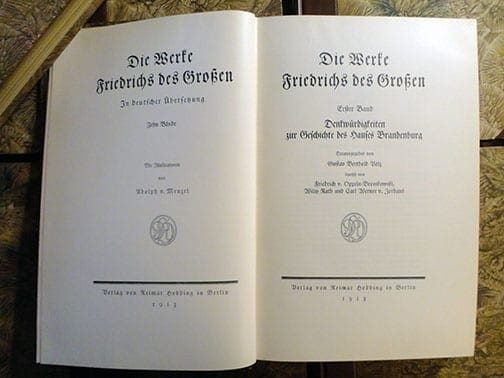 Die Werke
Friedrichs des Großen
In deutscher Übersetzung
Zehn Bände
Mit Illustrationen
von
Adolph v. Menzel
Verlag von Reimar Hobbing in Berlin
1913
Die Werke
Friedrichs des Großen
Erster Band
Denkwürdigkeiten
zur Geschichte des Hauses Brandenburg
Herausgegeben von
Gustav Berthold Volz
deutsch von
Friedrich v. Oppeln-Bronikowski,
Willy Rath und Carl Werner v. Jordans
Verlag von Reimar Hobbing in Berlin
1913